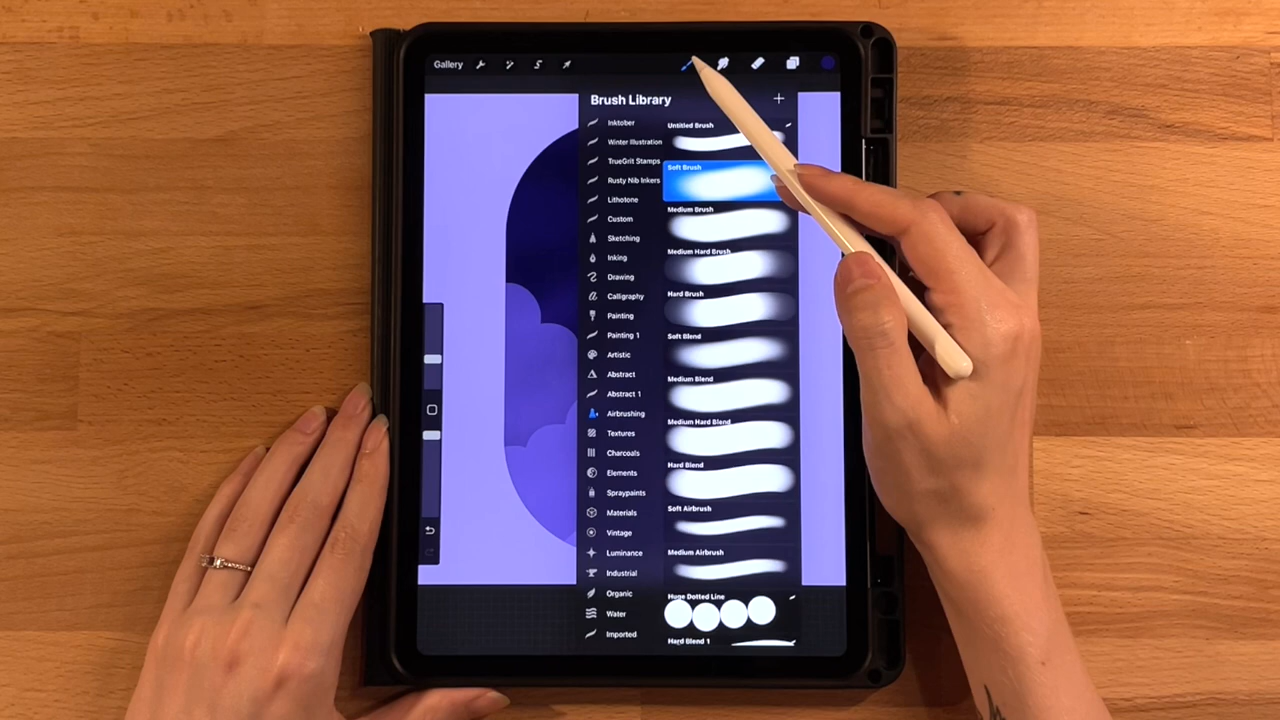 Gallery
Brush Library
Inktober
Winter Illustration
TrueGrit Stamps
Rusty Nib Inkers
Lithotone
Custom
Sketching
Inking
Drawing
Calligraphy
Painting
Painting 1
Artistic
Abstract
Abstract 1
Airbrushing
Textures
Charcoals
Elements
Spraypaints
Materials
Vintage
Luminance
Industrial
Organic
Water
Imported
Untitled Brush
Soft Brush
Medium Brush
Medium Hard Brush
Hard Brush
Soft Blend
Medium Blend
Medium Hard Blend
Hard Blend
Soft Airbrush
Medium Airbrush
Huge Dotted Line
Hard Blend 1